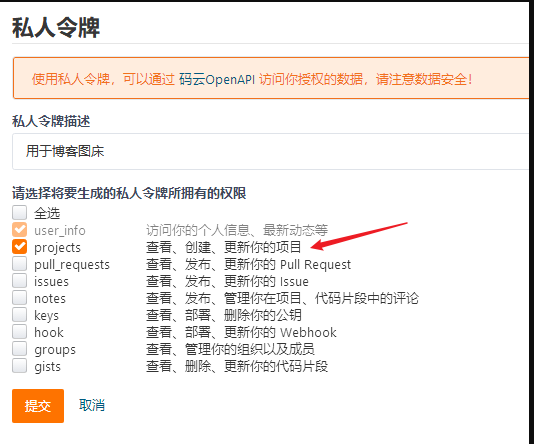 私人令牌
使用私人令牌，可以通过 码云OpenAPI 访问你授权的数据，请注意数据安全！
私人令牌描述
用于博客图床
请选择将要生成的私人令牌所拥有的权限
全选
user_info 访问你的个人信息、最新动态等
projects 查看、创建、更新你的项目
pull_requests 查看、发布、更新你的 Pull Request
issues 查看、发布、更新你的 Issue
notes 查看、发布、管理你在项目、代码片段中的评论
keys 查看、部署、删除你的公钥
hook 查看、部署、更新你的 Webhook
groups 查看、管理你的组织以及成员
gists 查看、删除、更新你的代码片段
提交 取消